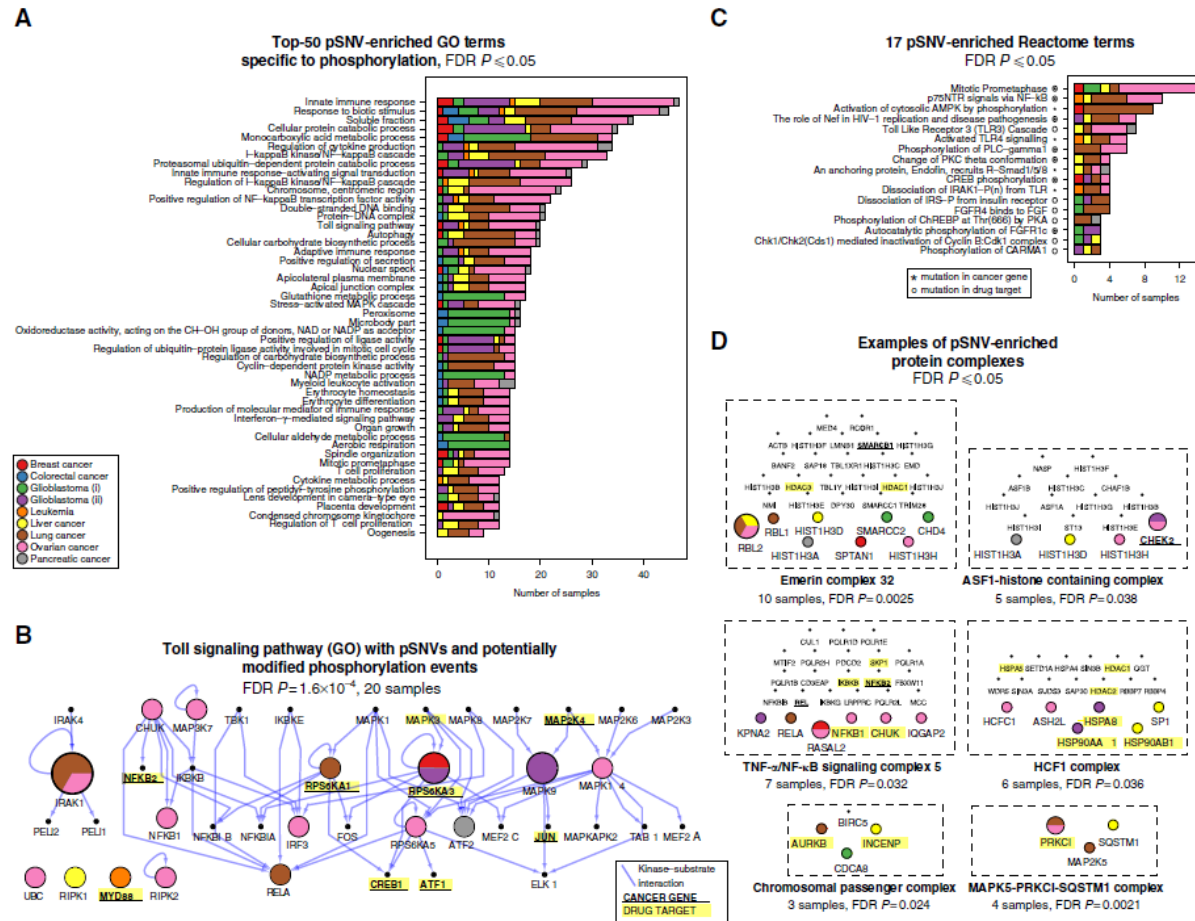 A
Top-50 pSNV-enriched GO terms
specific to phosphorylation, FDR P ≤ 0.05
Innate immune response
Response to biotic stimulus
Soluble fraction
Cellular protein catabolic process
Monocarboxylic acid metabolic process
Regulation of cytokine production
I-kappaB kinase/NF-kappaB cascade
Proteasomal ubiquitin-dependent protein catabolic process
Innate immune response-activating signal transduction
Regulation of I-kappaB kinase/NF-kappaB cascade
Chromosome, centromeric region
Positive regulation of NF-kappaB transcription factor activity
Double-stranded DNA binding
Protein-DNA complex
Toll signaling pathway
Autophagy
Cellular carbohydrate biosynthetic process
Adaptive immune response
Positive regulation of secretion
Nuclear speck
Apicolateral plasma membrane
Apical junction complex
Glutathione metabolic process
Stress-activated MAPK cascade
Peroxisome
Microbody part
Oxidoreductase activity, acting on the CH-OH group of donors, NAD or NADP as acceptor
Positive regulation of ligase activity
Regulation of ubiquitin-protein ligase activity involved in mitotic cell cycle
Regulation of carbohydrate biosynthetic process
Cyclin-dependent protein kinase activity
NADP metabolic process
Myeloid leukocyte activation
Erythrocyte homeostasis
Erythrocyte differentiation
Production of molecular mediator of immune response
Interferon-γ-mediated signaling pathway
Organ growth
Cellular aldehyde metabolic process
Aerobic respiration
Spindle organization
Mitotic prometaphase
T cell proliferation
Cytokine metabolic process
Positive regulation of peptidyl-tyrosine phosphorylation
Lens development in camera-type eye
Placenta development
Condensed chromosome kinetochore
Regulation of T cell proliferation
Oogenesis
0 10 20 30 40
Number of samples
Breast cancer
Colorectal cancer
Glioblastoma (i)
Glioblastoma (ii)
Leukemia
Liver cancer
Lung cancer
Ovarian cancer
Pancreatic cancer
B
Toll signaling pathway (GO) with pSNVs and potentially
modified phosphorylation events
FDR P = 1.6×10⁻⁴, 20 samples
IRAK4 CHUK MAP3K7 TBK1 IKBKE MAPK1 MAPK3 MAPK8 MAP2K7 MAP2K4 MAP2K6 MAP2K3
IRAK1 NFKB2 IKBKB RPS6KA1 RPS6KA3 MAPK9 MAPK1 4
PELI2 PELI1 NFKB1 NFKBI B NFKBIA IRF3 FOS RPS6KA5 ATF2 MEF2 C JUN MAPKAPK2 TAB 1 MEF2 A
UBC RIPK1 MYD88 RIPK2 RELA CREB1 ATF1 ELK 1
Kinase-substrate
interaction
CANCER GENE
DRUG TARGET
C
17 pSNV-enriched Reactome terms
FDR P ≤ 0.05
Mitotic Prometaphase
p75NTR signals via NF-kB
Activation of cytosolic AMPK by phosphorylation
The role of Nef in HIV-1 replication and disease pathogenesis
Toll Like Receptor 3 (TLR3) Cascade
Activated TLR4 signalling
Phosphorylation of PLC-gamma1
Change of PKC theta conformation
An anchoring protein, Endofin, recruits R-Smad1/5/8
CREB phosphorylation
Dissociation of IRAK1-P(n) from TLR
Dissociation of IRS-P from insulin receptor
FGFR4 binds to FGF
Phosphorylation of ChREBP at Thr(666) by PKA
Autocatalytic phosphorylation of FGFR1c
Chk1/Chk2(Cds1) mediated inactivation of Cyclin B:Cdk1 complex
Phosphorylation of CARMA1
0 4 8 12
Number of samples
* mutation in cancer gene
o mutation in drug target
D
Examples of pSNV-enriched
protein complexes
FDR P ≤ 0.05
MED4 RCOR1
ACTB HIST1H3F LMNB1 SMARCB1 HIST1H3G
BANF2 SAP18 TBL1XR1 HIST1H3C EMD
HIST1H3B HDAC3 TBL1Y HIST1H3I HDAC1 HIST1H3J
NMI HIST1H3E DPY30 SMARCC1 TRIM28
RBL2 RBL1 HIST1H3D SMARCC2 CHD4
HIST1H3A SPTAN1 HIST1H3H
Emerin complex 32
10 samples, FDR P = 0.0025
NASP HIST1H3F
ASF1B HIST1H3C CHAF1B
HIST1H3J ASF1A HIST1H3G HIST1H3B
HIST1H3I ST13 HIST1H3E
HIST1H3A HIST1H3D HIST1H3H CHEK2
ASF1-histone containing complex
5 samples, FDR P = 0.038
CUL1 POLR1D POLR1E
MTIF2 POLR2H PDCD2 SKP1 POLR1A
POLR1B CD3EAP IKBKB NFKB2 FBXW11
NFKBIB REL IKBKG LRPPRC POLR2L MCC
KPNA2 RELA RASAL2 NFKB1 CHUK IQGAP2
TNF-α/NF-κB signaling complex 5
7 samples, FDR P = 0.032
HSPA5 SETD1A HSPA4 SIN3B HDAC1 OGT
WDR5 SIN3A SUDS3 SAP30 HDAC2 RBBP7 RBBP4
HCFC1 ASH2L HSPA8 SP1
HSP90AA 1 HSP90AB1
HCF1 complex
6 samples, FDR P = 0.036
BIRC5
AURKB INCENP
CDCA8
Chromosomal passenger complex
3 samples, FDR P = 0.024
PRKCI SQSTM1
MAP2K5
MAPK5-PRKCI-SQSTM1 complex
4 samples, FDR P = 0.0021